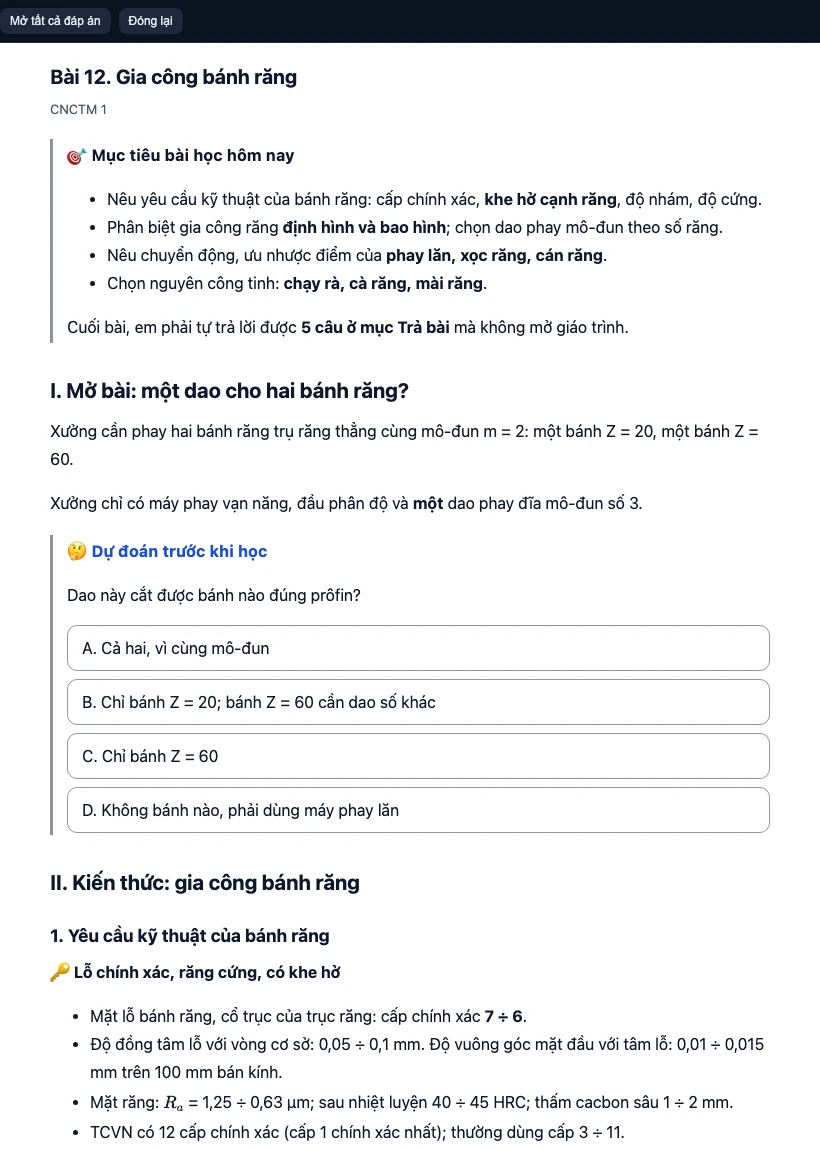 Mở tất cả đáp án
Đóng lại
Bài 12. Gia công bánh răng
CNCTM 1
🎯 Mục tiêu bài học hôm nay
• Nêu yêu cầu kỹ thuật của bánh răng: cấp chính xác, khe hở cạnh răng, độ nhám, độ cứng.
• Phân biệt gia công răng định hình và bao hình; chọn dao phay mô-đun theo số răng.
• Nêu chuyển động, ưu nhược điểm của phay lăn, xọc răng, cán răng.
• Chọn nguyên công tinh: chạy rà, cà răng, mài răng.
Cuối bài, em phải tự trả lời được 5 câu ở mục Trả bài mà không mở giáo trình.
I. Mở bài: một dao cho hai bánh răng?
Xưởng cần phay hai bánh răng trụ răng thẳng cùng mô-đun m = 2: một bánh Z = 20, một bánh Z =
60.
Xưởng chỉ có máy phay vạn năng, đầu phân độ và một dao phay đĩa mô-đun số 3.
🤔 Dự đoán trước khi học
Dao này cắt được bánh nào đúng prôfin?
A. Cả hai, vì cùng mô-đun
B. Chỉ bánh Z = 20; bánh Z = 60 cần dao số khác
C. Chỉ bánh Z = 60
D. Không bánh nào, phải dùng máy phay lăn
II. Kiến thức: gia công bánh răng
1. Yêu cầu kỹ thuật của bánh răng
🔑 Lỗ chính xác, răng cứng, có khe hở
• Mặt lỗ bánh răng, cổ trục của trục răng: cấp chính xác 7 ÷ 6.
• Độ đồng tâm lỗ với vòng cơ sở: 0,05 ÷ 0,1 mm. Độ vuông góc mặt đầu với tâm lỗ: 0,01 ÷ 0,015
mm trên 100 mm bán kính.
• Mặt răng: Rₐ = 1,25 ÷ 0,63 µm; sau nhiệt luyện 40 ÷ 45 HRC; thấm cacbon sâu 1 ÷ 2 mm.
• TCVN có 12 cấp chính xác (cấp 1 chính xác nhất); thường dùng cấp 3 ÷ 11.